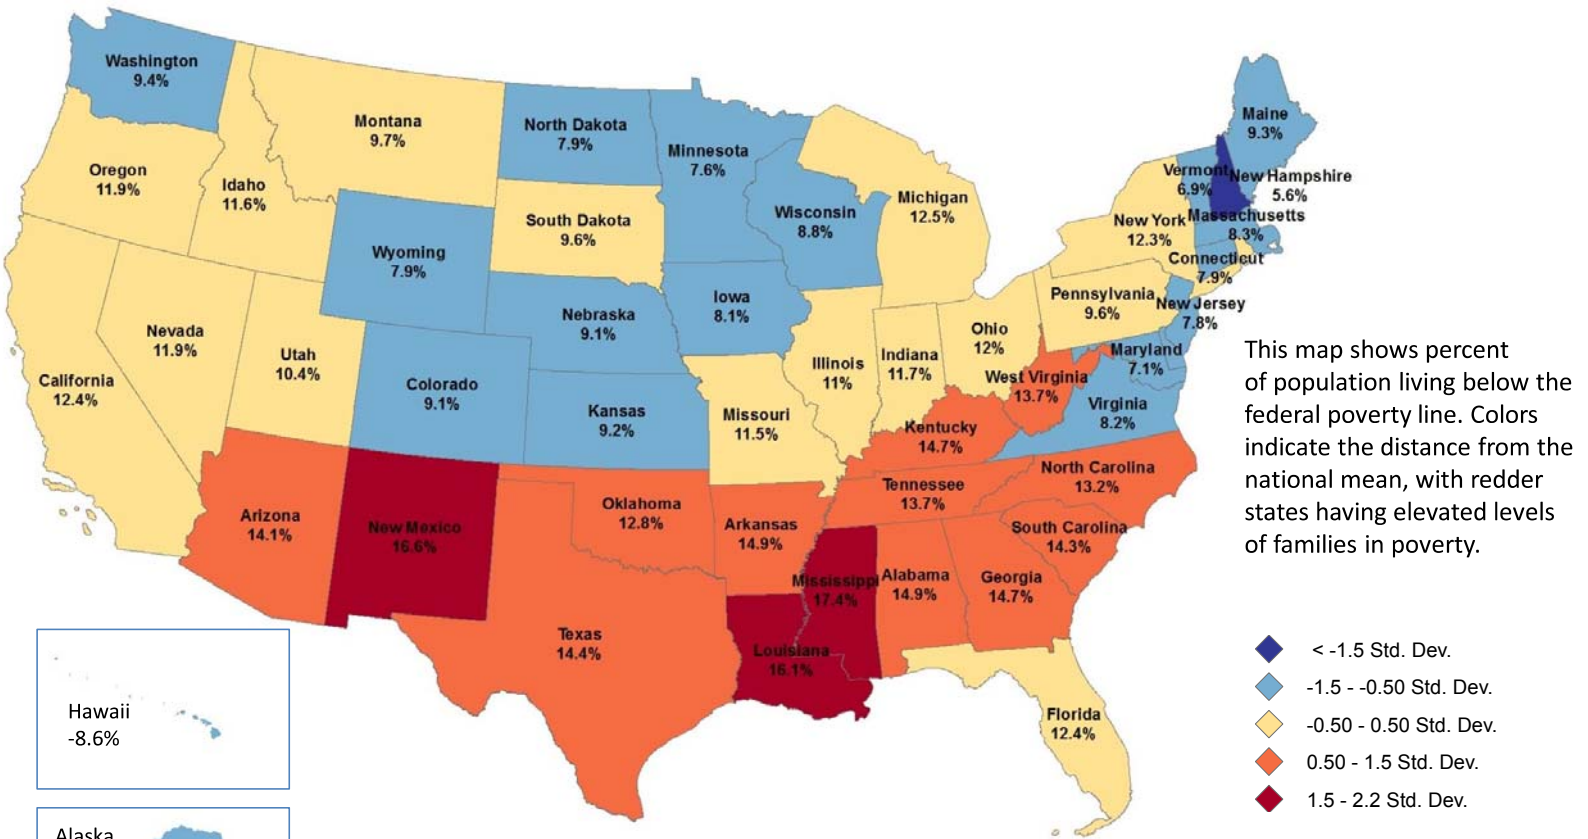 Washington
9.4%
Montana
9.7%
North Dakota
7.9%
Minnesota
7.6%
Maine
9.3%
Oregon
11.9%
Idaho
11.6%
South Dakota
9.6%
Wisconsin
8.8%
Michigan
12.5%
Vermont
6.9%
New Hampshire
5.6%
New York
12.3%
Massachusetts
8.3%
Connecticut
7.9%
Wyoming
7.9%
Iowa
8.1%
Nebraska
9.1%
Pennsylvania
9.6%
New Jersey
7.8%
Nevada
11.9%
Utah
10.4%
California
12.4%
Colorado
9.1%
Kansas
9.2%
Missouri
11.5%
Illinois
11%
Indiana
11.7%
Ohio
12%
West Virginia
13.7%
Maryland
7.1%
Virginia
8.2%
Kentucky
14.7%
Tennessee
13.7%
North Carolina
13.2%
South Carolina
14.3%
Arizona
14.1%
New Mexico
16.6%
Oklahoma
12.8%
Arkansas
14.9%
Mississippi
17.4%
Alabama
14.9%
Georgia
14.7%
Texas
14.4%
Louisiana
16.1%
Florida
12.4%
Hawaii
-8.6%
Alaska
This map shows percent
of population living below the
federal poverty line. Colors
indicate the distance from the
national mean, with redder
states having elevated levels
of families in poverty.
< -1.5 Std. Dev.
-1.5 - -0.50 Std. Dev.
-0.50 - 0.50 Std. Dev.
0.50 - 1.5 Std. Dev.
1.5 - 2.2 Std. Dev.